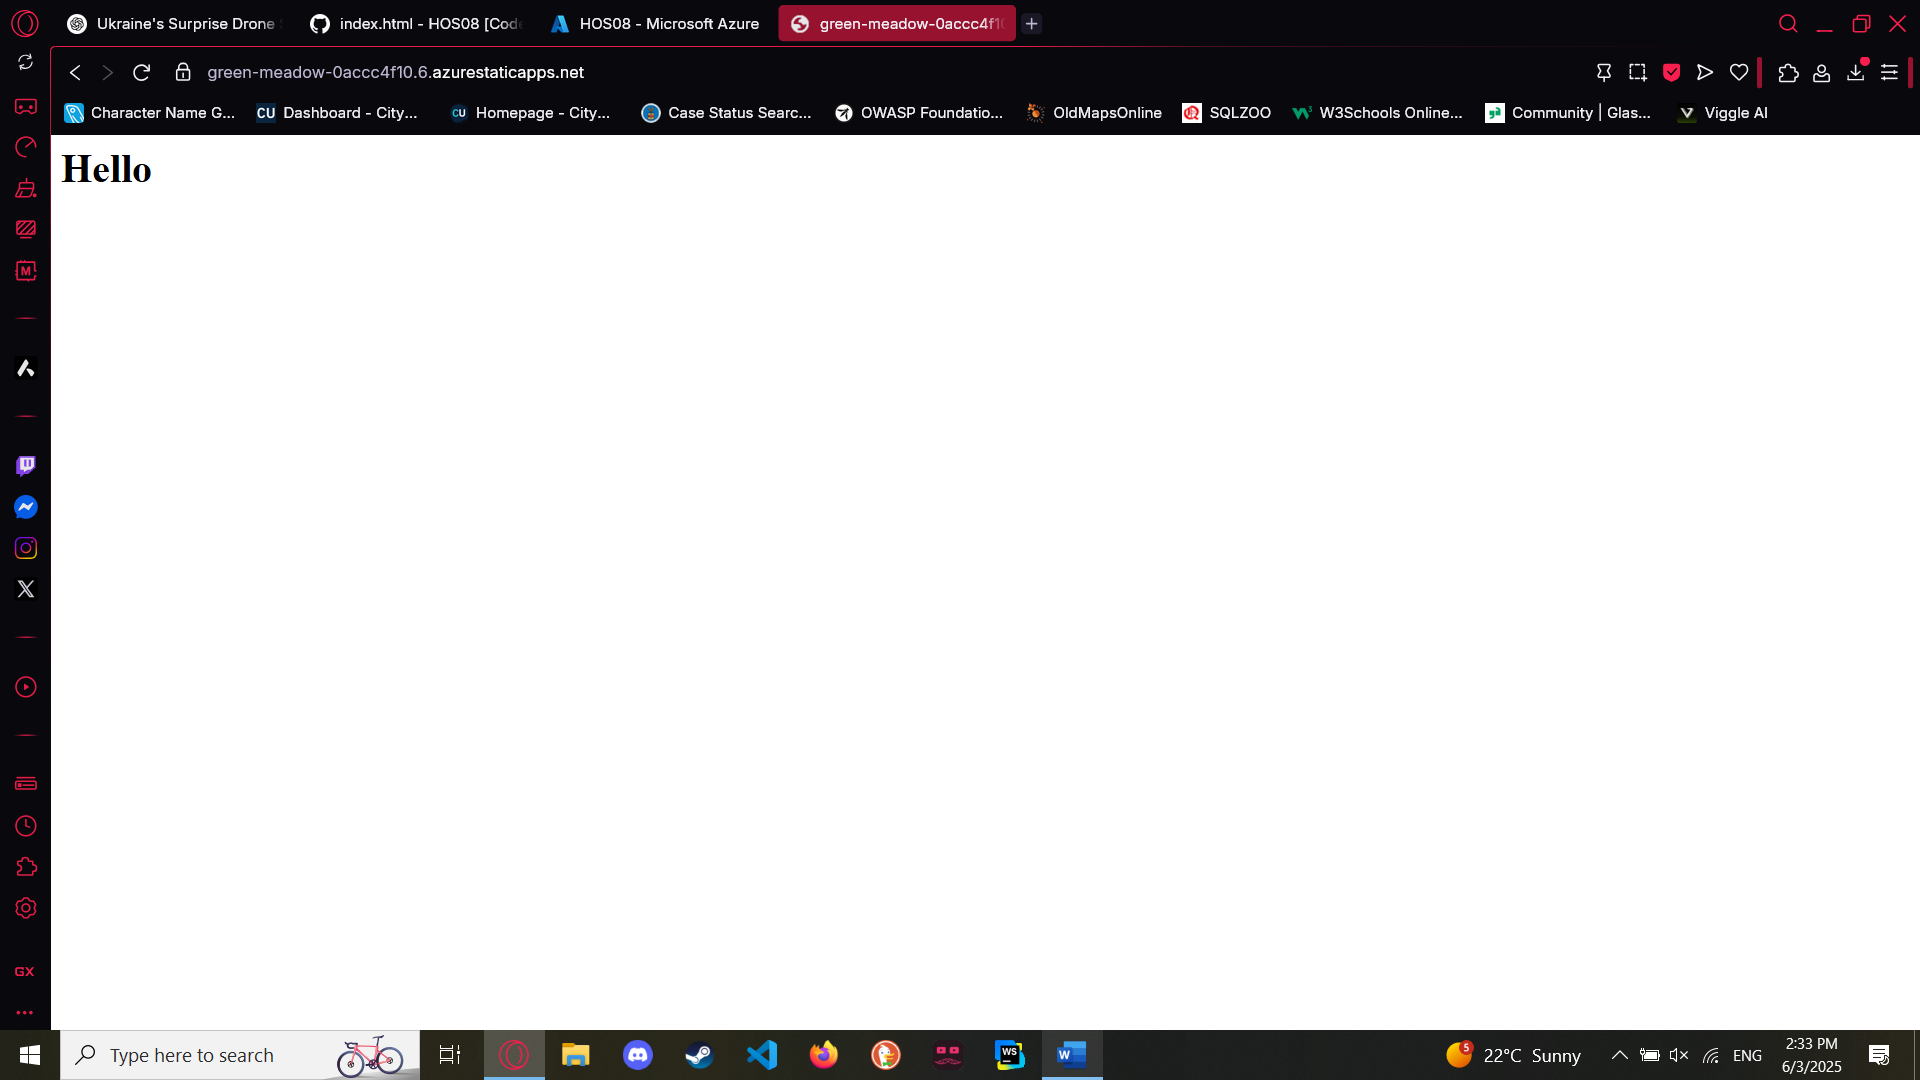 Ukraine's Surprise Drone
index.html - HOS08 [Code
HOS08 - Microsoft Azure
green-meadow-0accc4f10
green-meadow-0accc4f10.6.azurestaticapps.net
Character Name G...
CU Dashboard - City...
CU Homepage - City...
Case Status Searc...
OWASP Foundatio...
OldMapsOnline
SQLZOO
W3Schools Online...
Community | Glas...
Viggle AI
Hello
M
GX
Type here to search
WS
W
5
22°C Sunny
ENG
2:33 PM
6/3/2025